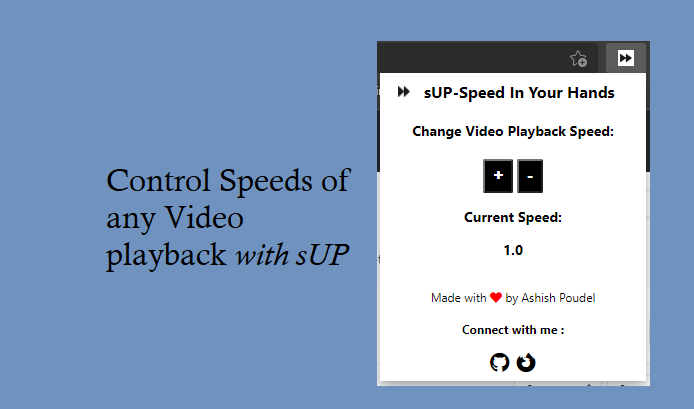 Control Speeds of
any Video
playback with sUP
sUP-Speed In Your Hands
Change Video Playback Speed:
+ -
Current Speed:
1.0
Made with ❤ by Ashish Poudel
Connect with me :